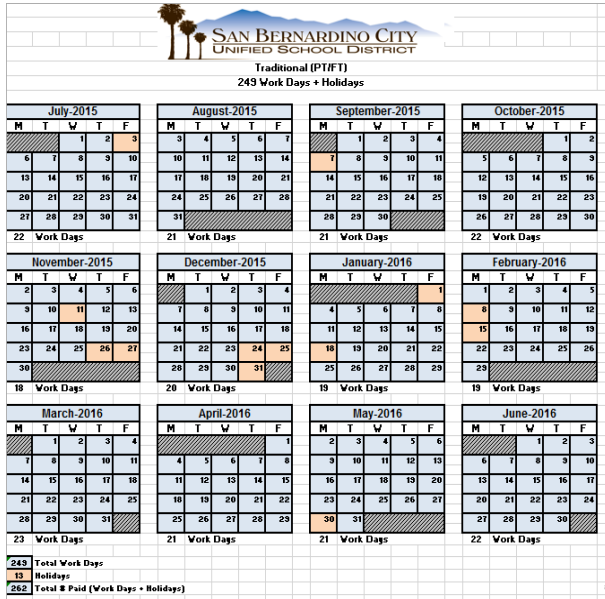 SAN BERNARDINO CITY
UNIFIED SCHOOL DISTRICT
Traditional (PT/FT)
249 Work Days + Holidays
July-2015
M T W T F
1 2 3
6 7 8 9 10
13 14 15 16 17
20 21 22 23 24
27 28 29 30 31
22 Work Days
August-2015
M T W T F
3 4 5 6 7
10 11 12 13 14
17 18 19 20 21
24 25 26 27 28
31
21 Work Days
September-2015
M T W T F
1 2 3 4
7 8 9 10 11
14 15 16 17 18
21 22 23 24 25
28 29 30
21 Work Days
October-2015
M T W T F
1 2
5 6 7 8 9
12 13 14 15 16
19 20 21 22 23
26 27 28 29 30
22 Work Days
November-2015
M T W T F
2 3 4 5 6
9 10 11 12 13
16 17 18 19 20
23 24 25 26 27
30
18 Work Days
December-2015
M T W T F
1 2 3 4
7 8 9 10 11
14 15 16 17 18
21 22 23 24 25
28 29 30 31
20 Work Days
January-2016
M T W T F
1
4 5 6 7 8
11 12 13 14 15
18 19 20 21 22
25 26 27 28 29
19 Work Days
February-2016
M T W T F
1 2 3 4 5
8 9 10 11 12
15 16 17 18 19
22 23 24 25 26
29
19 Work Days
March-2016
M T W T F
1 2 3 4
7 8 9 10 11
14 15 16 17 18
21 22 23 24 25
28 29 30 31
23 Work Days
April-2016
M T W T F
1
4 5 6 7 8
11 12 13 14 15
18 19 20 21 22
25 26 27 28 29
21 Work Days
May-2016
M T W T F
2 3 4 5 6
9 10 11 12 13
16 17 18 19 20
23 24 25 26 27
30 31
21 Work Days
June-2016
M T W T F
1 2 3
6 7 8 9 10
13 14 15 16 17
20 21 22 23 24
27 28 29 30
22 Work Days
249 Total Work Days
13 Holidays
262 Total # Paid (Work Days + Holidays)